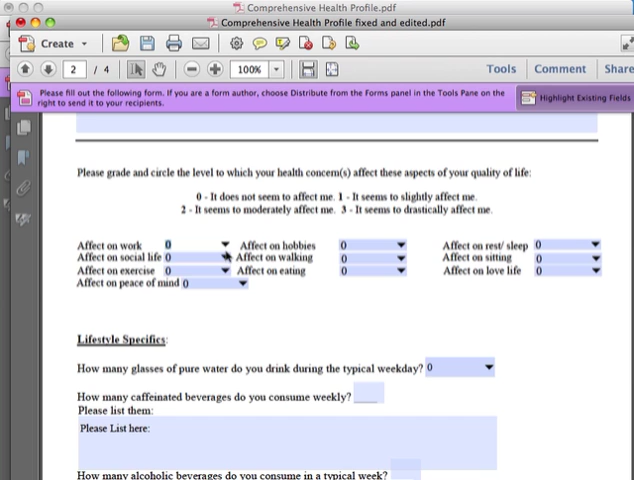 Comprehensive Health Profile.pdf
Comprehensive Health Profile fixed and edited.pdf
Create
2 / 4 100% Tools Comment Share
Please fill out the following form. If you are a form author, choose Distribute from the Forms panel in the Tools Pane on the
right to send it to your recipients.
Highlight Existing Fields
Please grade and circle the level to which your health concern(s) affect these aspects of your quality of life:
0 - It does not seem to affect me. 1 - It seems to slightly affect me.
2 - It seems to moderately affect me. 3 - It seems to drastically affect me.
Affect on work 0 Affect on hobbies 0 Affect on rest/ sleep 0
Affect on social life 0 Affect on walking 0 Affect on sitting 0
Affect on exercise 0 Affect on eating 0 Affect on love life 0
Affect on peace of mind 0
Lifestyle Specifics:
How many glasses of pure water do you drink during the typical weekday? 0
How many caffeinated beverages do you consume weekly?
Please list them:
Please List here:
How many alcoholic beverages do you consume in a typical week?